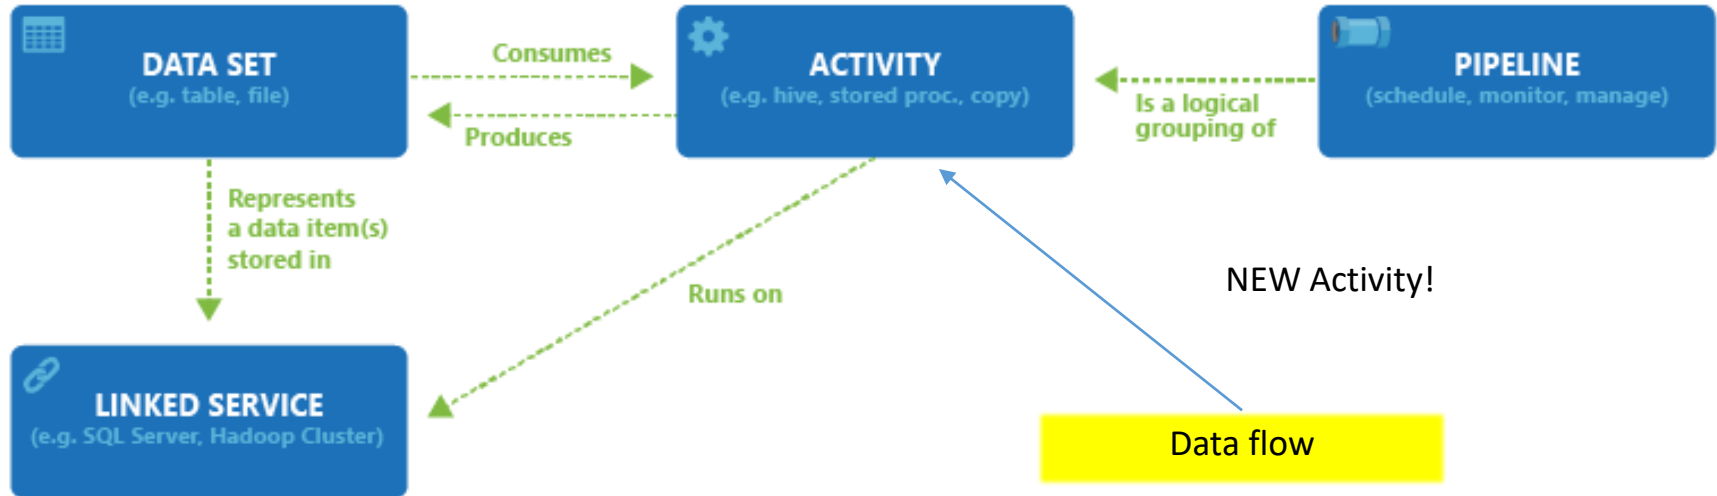 DATA SET
(e.g. table, file)
Consumes
Produces
ACTIVITY
(e.g. hive, stored proc., copy)
Is a logical
grouping of
PIPELINE
(schedule, monitor, manage)
Represents
a data item(s)
stored in
Runs on
NEW Activity!
LINKED SERVICE
(e.g. SQL Server, Hadoop Cluster)
Data flow